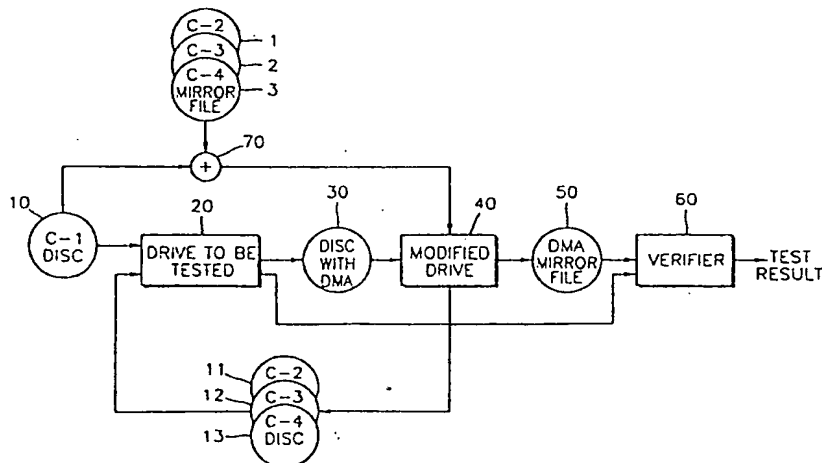 C-2
1
C-3
2
C-4
MIRROR
FILE
3
70
+
10
C-1
DISC
20
DRIVE TO BE
TESTED
30
DISC
WITH
DMA
40
MODIFIED
DRIVE
50
DMA
MIRROR
FILE
60
VERIFIER
TEST
RESULT
11
C-2
12
C-3
13
C-4
DISC